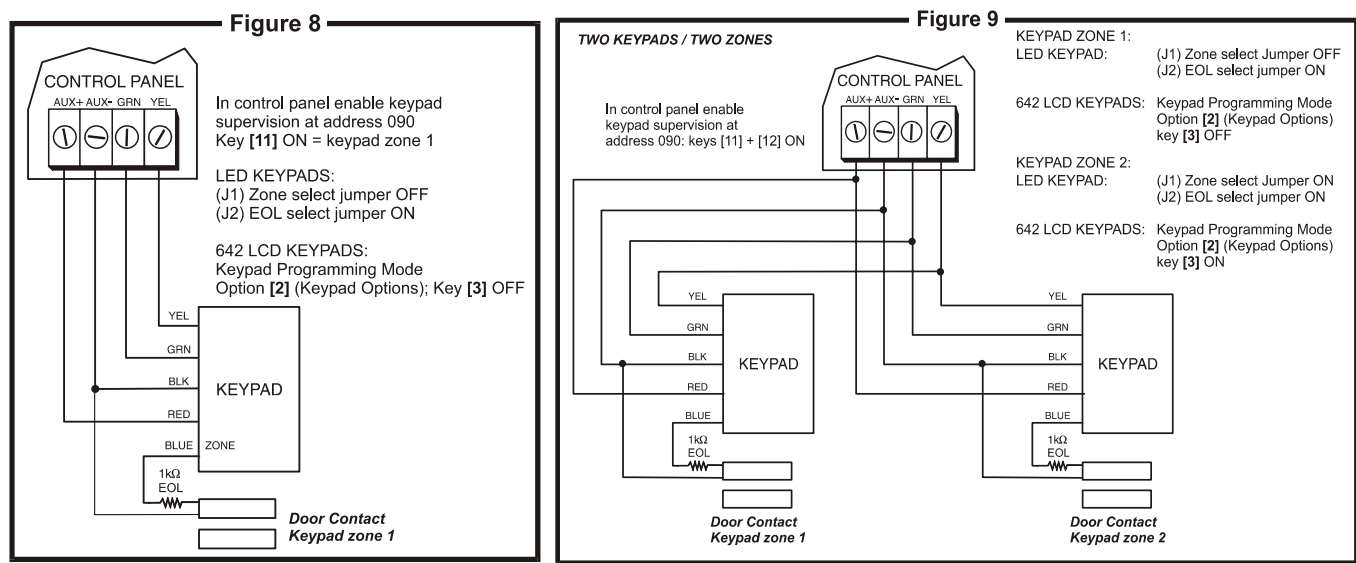 Figure 8
CONTROL PANEL
AUX+ AUX- GRN YEL
In control panel enable keypad
supervision at address 090
Key [11] ON = keypad zone 1
LED KEYPADS:
(J1) Zone select jumper OFF
(J2) EOL select jumper ON
642 LCD KEYPADS:
Keypad Programming Mode
Option [2] (Keypad Options); Key [3] OFF
YEL
GRN
BLK
KEYPAD
RED
BLUE ZONE
1kΩ
EOL
Door Contact
Keypad zone 1
Figure 9
TWO KEYPADS / TWO ZONES
CONTROL PANEL
AUX+ AUX- GRN YEL
In control panel enable
keypad supervision at
address 090: keys [11] + [12] ON
KEYPAD ZONE 1:
LED KEYPAD: (J1) Zone select Jumper OFF
(J2) EOL select jumper ON
642 LCD KEYPADS: Keypad Programming Mode
Option [2] (Keypad Options)
key [3] OFF
KEYPAD ZONE 2:
LED KEYPAD: (J1) Zone select Jumper ON
(J2) EOL select jumper ON
642 LCD KEYPADS: Keypad Programming Mode
Option [2] (Keypad Options)
key [3] ON
YEL
GRN
BLK
KEYPAD
RED
BLUE
1kΩ
EOL
Door Contact
Keypad zone 1
YEL
GRN
BLK
KEYPAD
RED
BLUE
1kΩ
EOL
Door Contact
Keypad zone 2